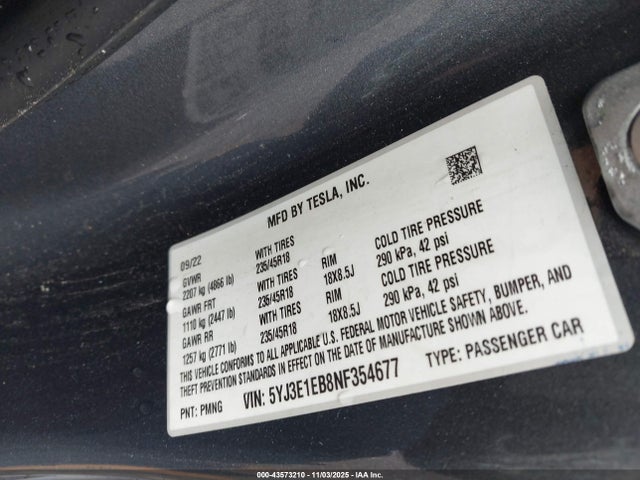 MFD BY TESLA, INC.
09/22
GVWR WITH TIRES RIM COLD TIRE PRESSURE
2207 kg (4866 lb) 235/45R18 18X8.5J 290 kPa, 42 psi
GAWR FRT WITH TIRES RIM COLD TIRE PRESSURE
1110 kg (2447 lb) 235/45R18 18X8.5J 290 kPa, 42 psi
GAWR RR WITH TIRES
1257 kg (2771 lb) 235/45R18
THIS VEHICLE CONFORMS TO ALL APPLICABLE U.S. FEDERAL MOTOR VEHICLE SAFETY, BUMPER, AND
THEFT PREVENTION STANDARDS IN EFFECT ON THE DATE OF MANUFACTURE SHOWN ABOVE.
PNT: PMNG VIN: 5YJ3E1EB8NF354677 TYPE: PASSENGER CAR
000-43573210 - 11/03/2025 - IAA Inc.